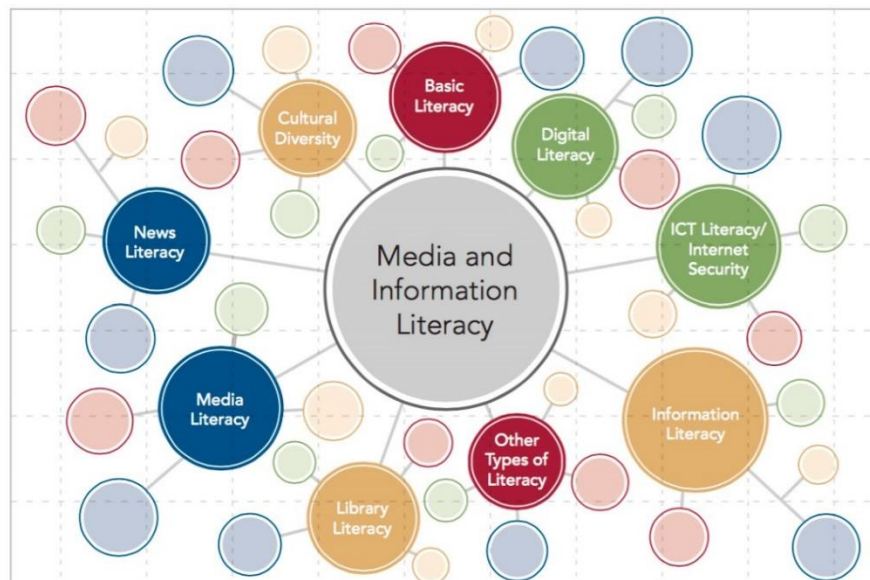 Basic
Literacy
Cultural
Diversity
Digital
Literacy
News
Literacy
ICT Literacy/
Internet
Security
Media and
Information
Literacy
Media
Literacy
Information
Literacy
Other
Types of
Literacy
Library
Literacy